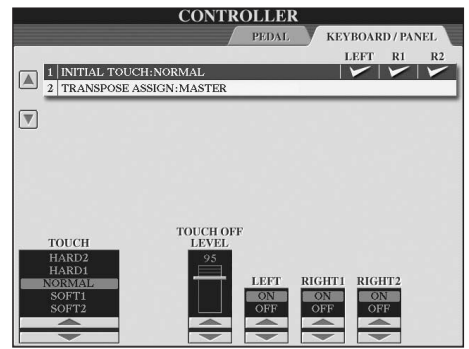 CONTROLLER
PEDAL KEYBOARD / PANEL
LEFT R1 R2
1 INITIAL TOUCH:NORMAL
2 TRANSPOSE ASSIGN:MASTER
TOUCH
HARD2
HARD1
NORMAL
SOFT1
SOFT2
TOUCH OFF
LEVEL
95
LEFT
ON
OFF
RIGHT1
ON
OFF
RIGHT2
ON
OFF